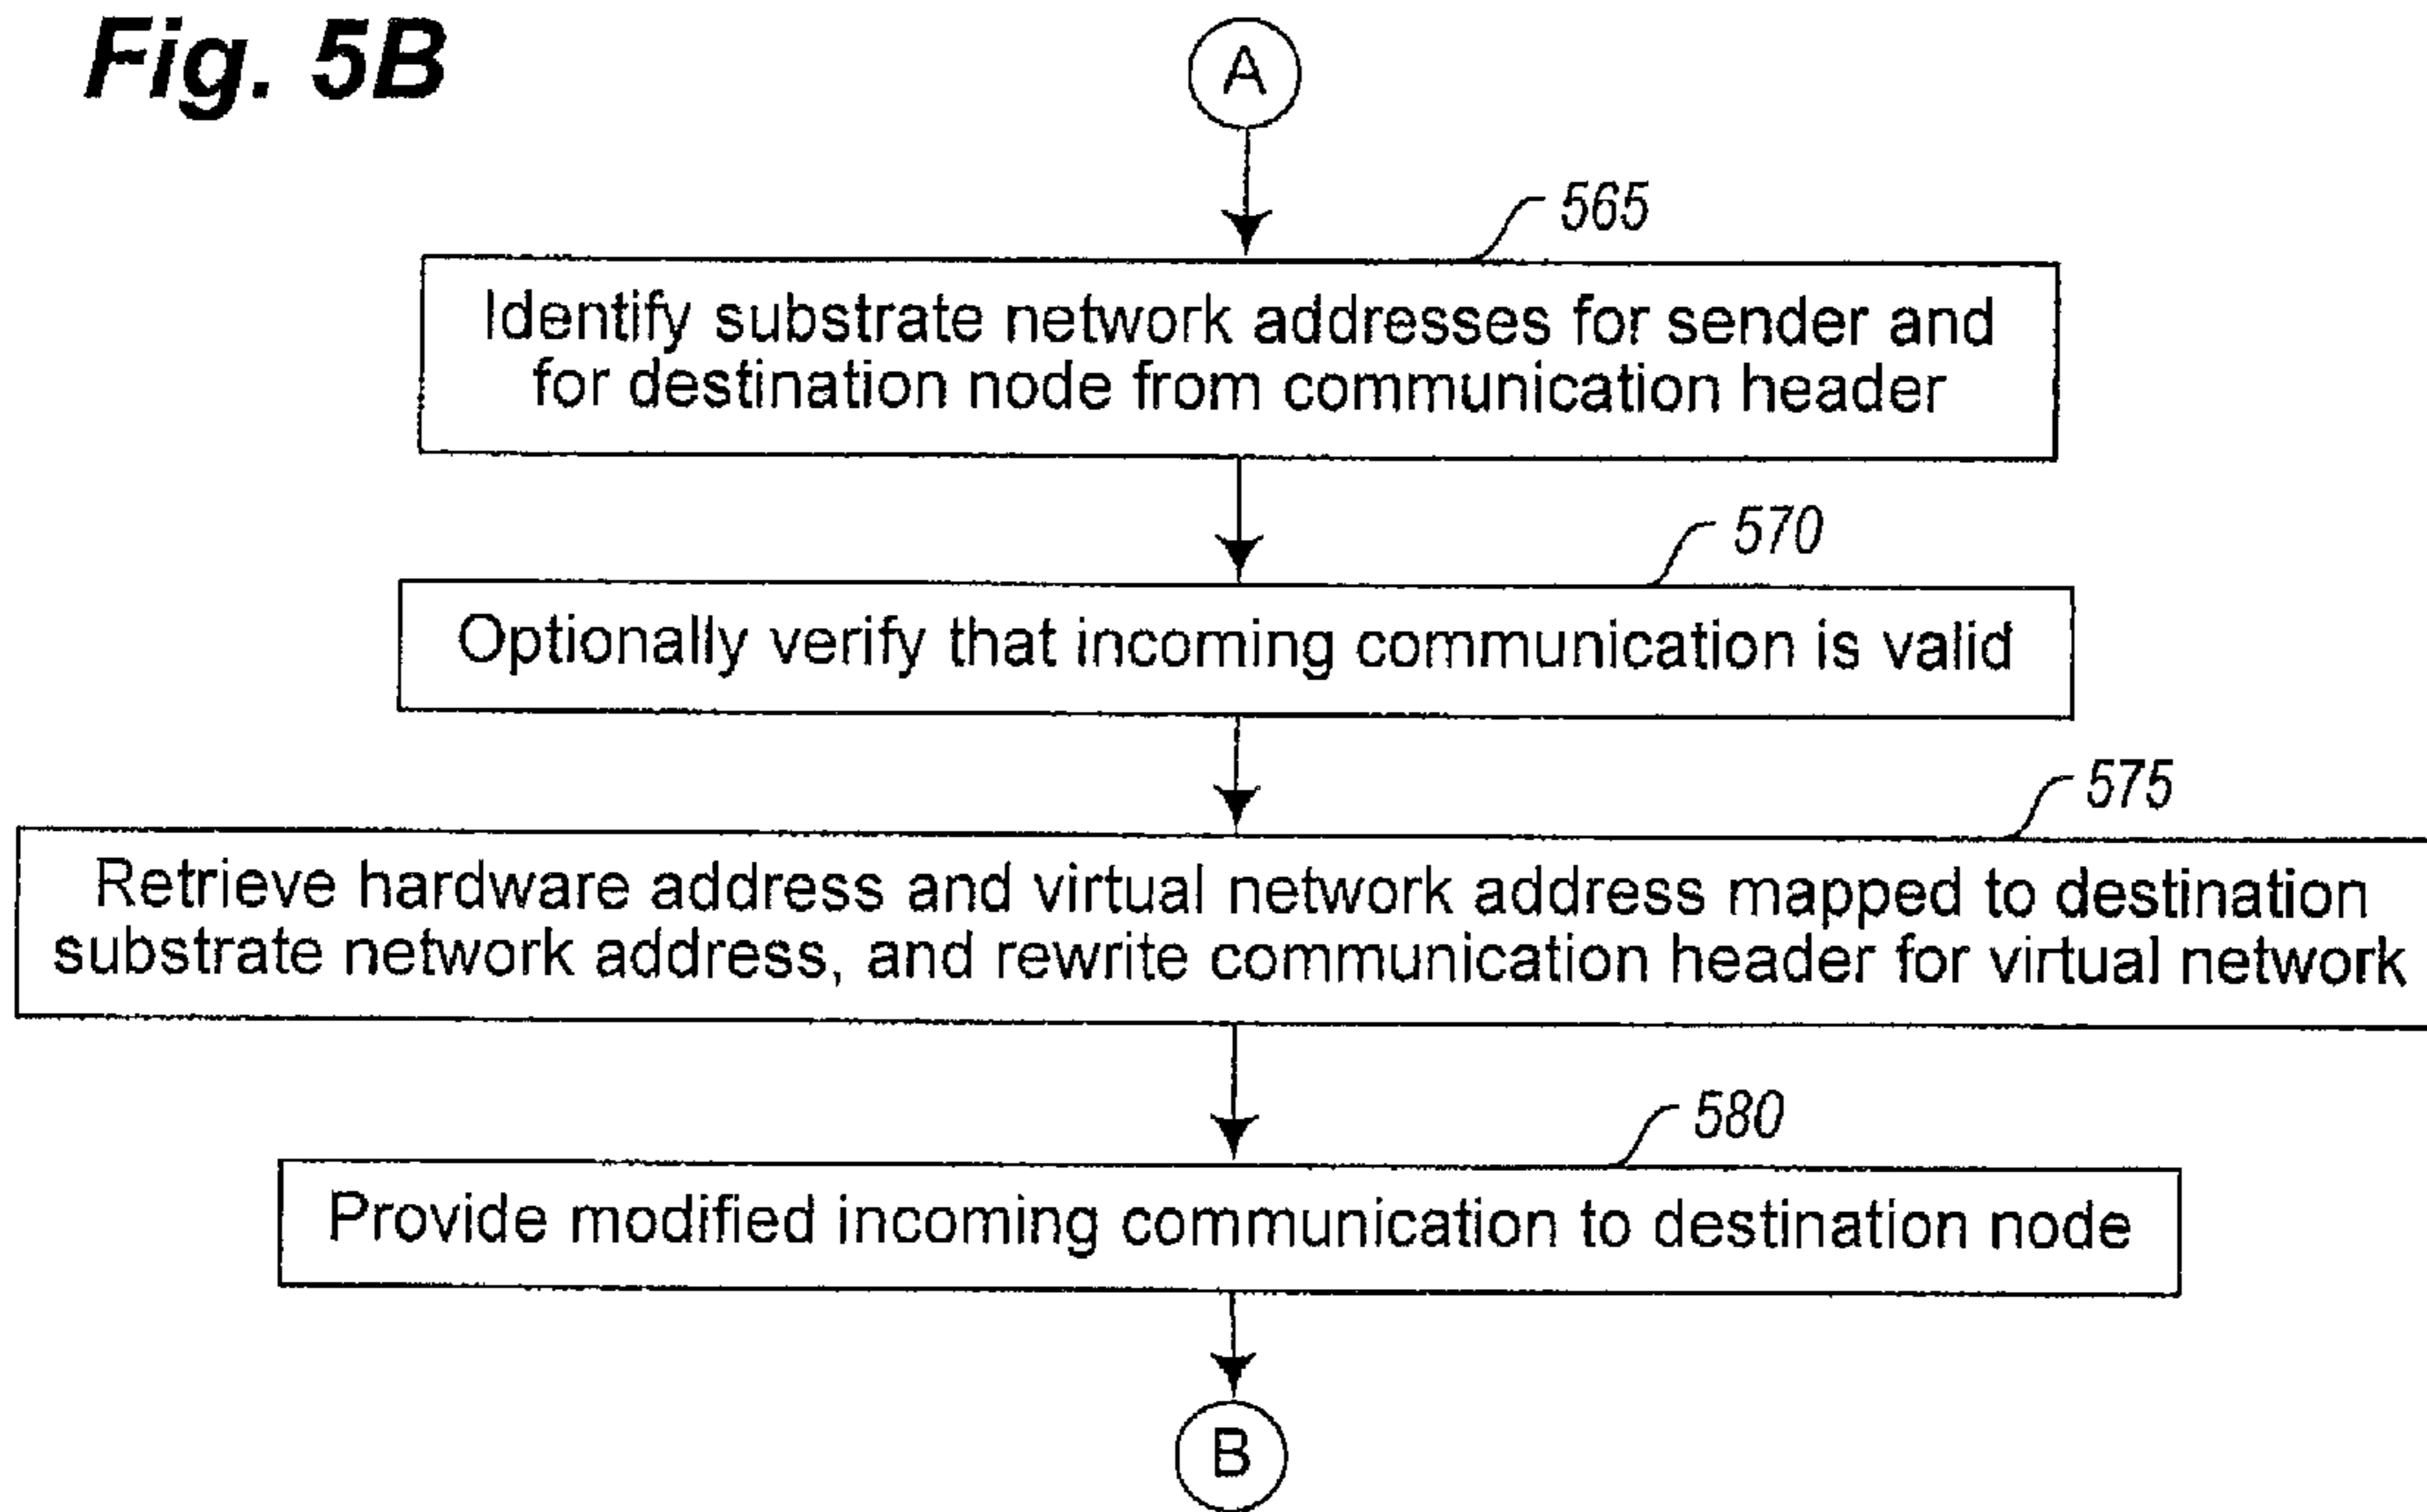 Fig. 5B
A
565
Identify substrate network addresses for sender and
for destination node from communication header
570
Optionally verify that incoming communication is valid
575
Retrieve hardware address and virtual network address mapped to destination
substrate network address, and rewrite communication header for virtual network
580
Provide modified incoming communication to destination node
B